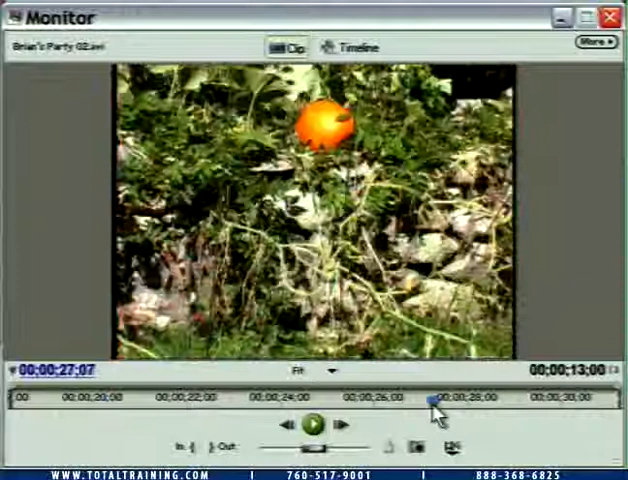 Monitor
Brian's Party 02.avi
Clip
Timeline
More
00;00;27;07
Fit
00;00;13;00
00
00;00;20;00
00;00;22;00
00;00;24;00
00;00;26;00
00;00;28;00
00;00;30;00
In { } Out
WWW.TOTALTRAINING.COM | 760-517-9001 | 888-368-6825